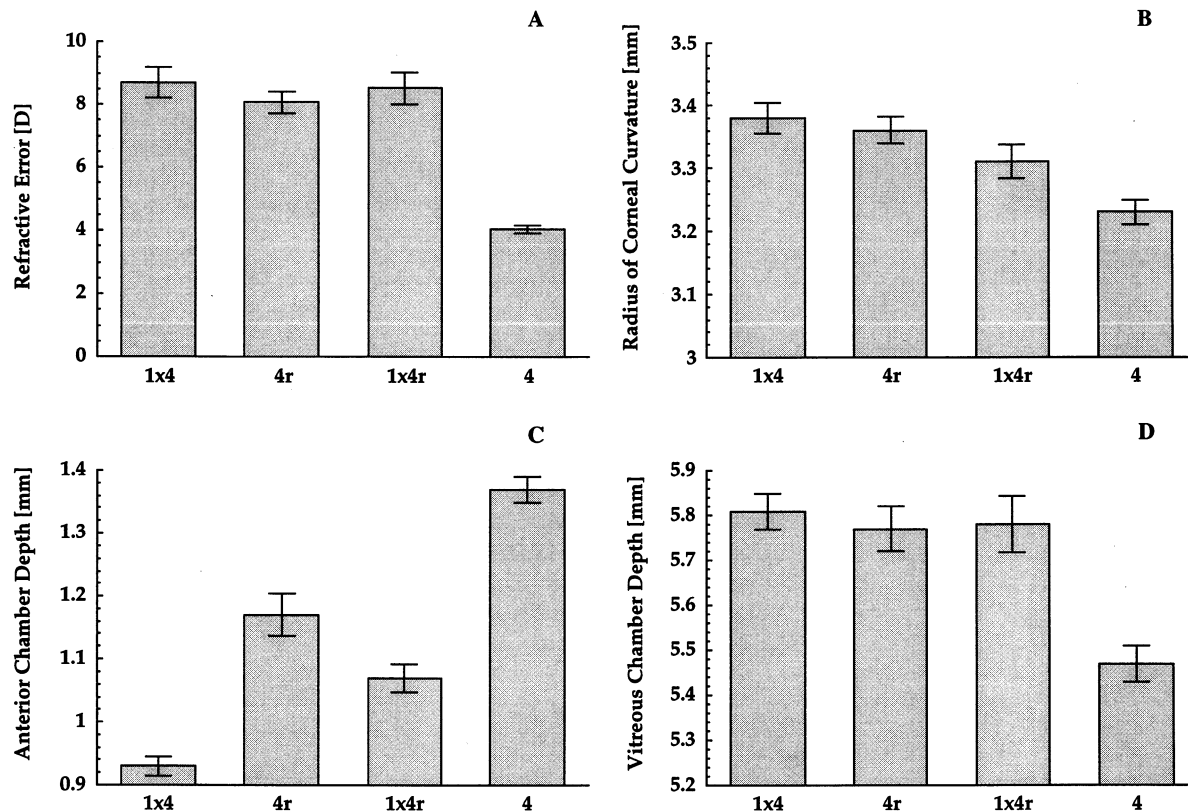 A
Refractive Error [D]
10
8
6
4
2
0
1x4 4r 1x4r 4
B
Radius of Corneal Curvature [mm]
3.5
3.4
3.3
3.2
3.1
3
1x4 4r 1x4r 4
C
Anterior Chamber Depth [mm]
1.4
1.3
1.2
1.1
1
0.9
1x4 4r 1x4r 4
D
Vitreous Chamber Depth [mm]
5.9
5.8
5.7
5.6
5.5
5.4
5.3
5.2
1x4 4r 1x4r 4